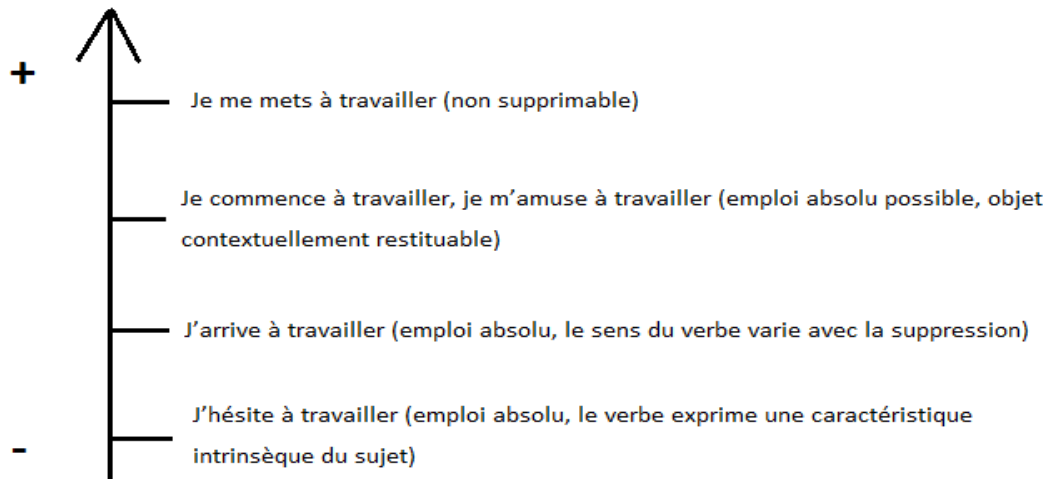 +
Je me mets à travailler (non supprimable)
Je commence à travailler, je m’amuse à travailler (emploi absolu possible, objet
contextuellement restituable)
J’arrive à travailler (emploi absolu, le sens du verbe varie avec la suppression)
J’hésite à travailler (emploi absolu, le verbe exprime une caractéristique
-
intrinsèque du sujet)